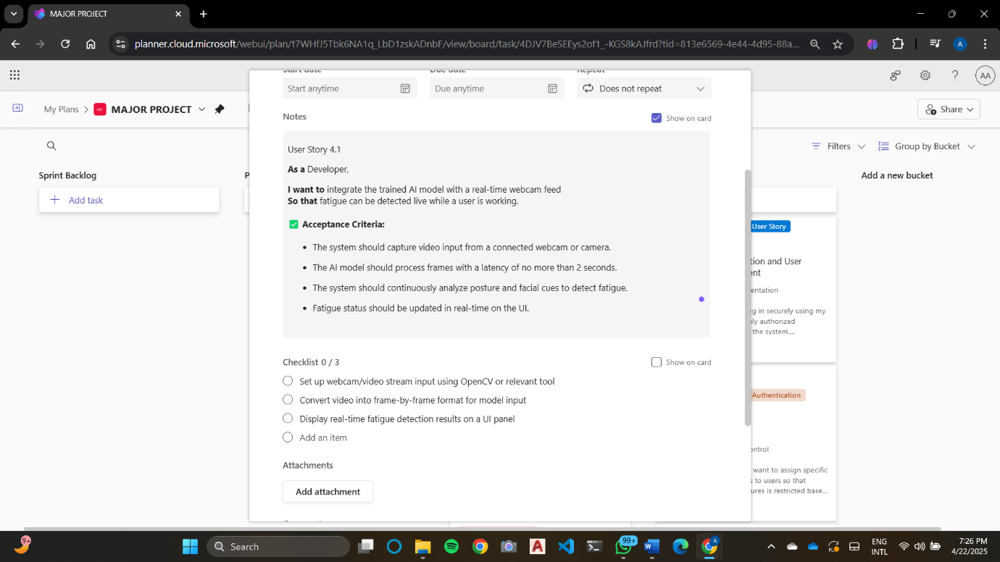 MAJOR PROJECT
planner.cloud.microsoft/webui/plan/t7WHfJ5Tbk6NA1q_LbD1zskADnbF/view/board/task/4DJV7BeSEEys2of1_-KGS8kAJfrd?tid=813e6569-4e44-4d95-88a...
A
AA
My Plans
MP
MAJOR PROJECT
Share
Filters
Group by Bucket
Sprint Backlog
Add a new bucket
Add task
Start date
Due date
Repeat
Start anytime
Due anytime
Does not repeat
Notes
Show on card
User Story 4.1
As a Developer,
I want to integrate the trained AI model with a real-time webcam feed
So that fatigue can be detected live while a user is working.
✅ Acceptance Criteria:
• The system should capture video input from a connected webcam or camera.
• The AI model should process frames with a latency of no more than 2 seconds.
• The system should continuously analyze posture and facial cues to detect fatigue.
• Fatigue status should be updated in real-time on the UI.
Checklist 0 / 3
Show on card
Set up webcam/video stream input using OpenCV or relevant tool
Convert video into frame-by-frame format for model input
Display real-time fatigue detection results on a UI panel
Add an item
Attachments
Add attachment
User Story
and User
g in securely using my
authorized
the system....
Authentication
want to assign specific
to users so that
is restricted base...
9+
Search
99+
A
ENG
INTL
7:26 PM
4/22/2025